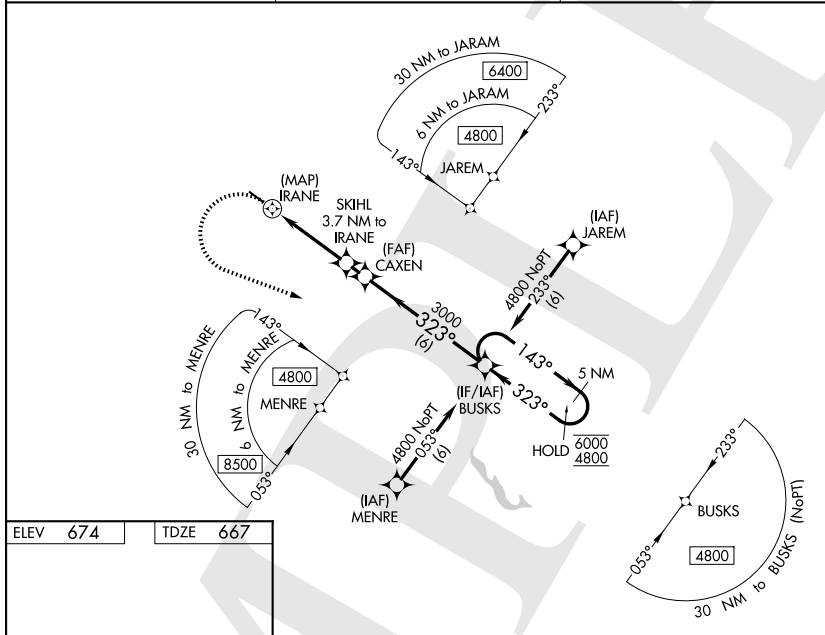 30 NM to JARAM
6400
6 NM to JARAM
4800
233°
143°
JAREM
(MAP)
IRANE
SKIHL
3.7 NM to
IRANE
(FAF)
CAXEN
(IAF)
JAREM
4800 NoPT
233°
(6)
3000
323°
(6)
143°
5 NM
323°
(IF/IAF)
BUSKS
HOLD
6000
4800
30 NM to MENRE
143°
6 NM to MENRE
4800
MENRE
8500
053°
4800 NoPT
053°
(6)
(IAF)
MENRE
233°
BUSKS
4800
053°
30 NM to BUSKS (NoPT)
ELEV 674
TDZE 667